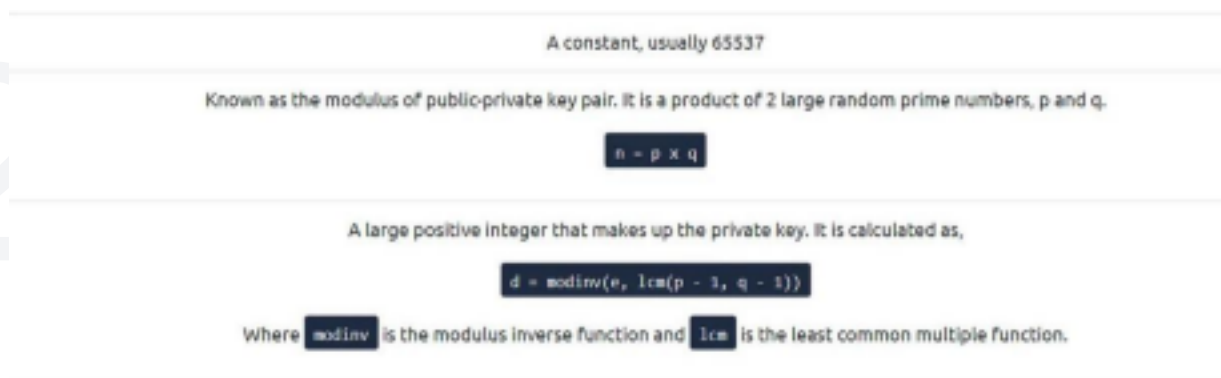 A constant, usually 65537
Known as the modulus of public-private key pair. It is a product of 2 large random prime numbers, p and q.
n = p x q
A large positive integer that makes up the private key. It is calculated as,
d = modinv(e, lcm(p - 1, q - 1))
Where modinv is the modulus inverse function and lcm is the least common multiple function.